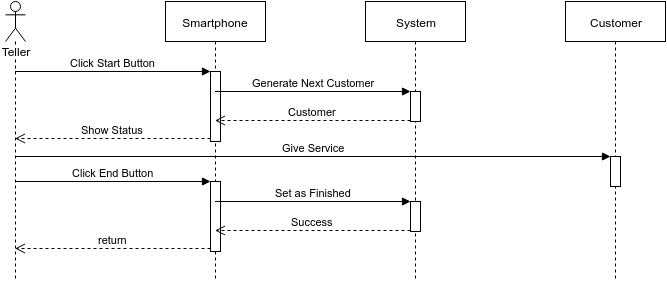 Teller
Smartphone
System
Customer
Click Start Button
Generate Next Customer
Customer
Show Status
Give Service
Click End Button
Set as Finished
Success
return